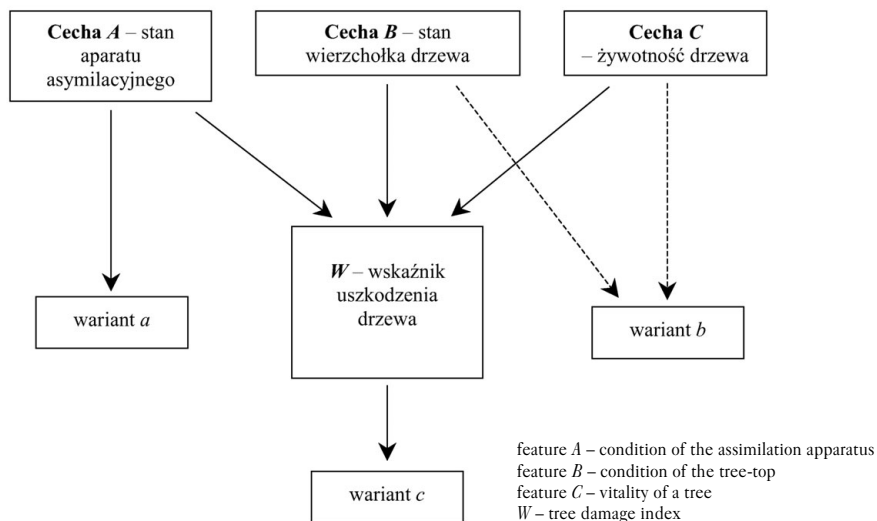 Cecha A – stan
aparatu
asymilacyjnego
Cecha B – stan
wierzchołka drzewa
Cecha C
– żywotność drzewa
W – wskaźnik
uszkodzenia
drzewa
wariant a
wariant b
wariant c
feature A – condition of the assimilation apparatus
feature B – condition of the tree-top
feature C – vitality of a tree
W – tree damage index